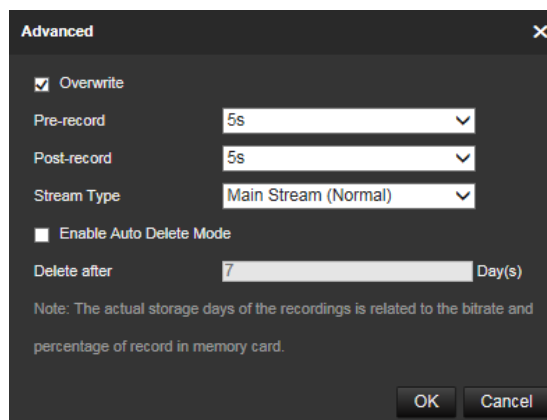 Advanced
Overwrite
Pre-record 5s
Post-record 5s
Stream Type Main Stream (Normal)
Enable Auto Delete Mode
Delete after 7 Day(s)
Note: The actual storage days of the recordings is related to the bitrate and
percentage of record in memory card.
OK Cancel